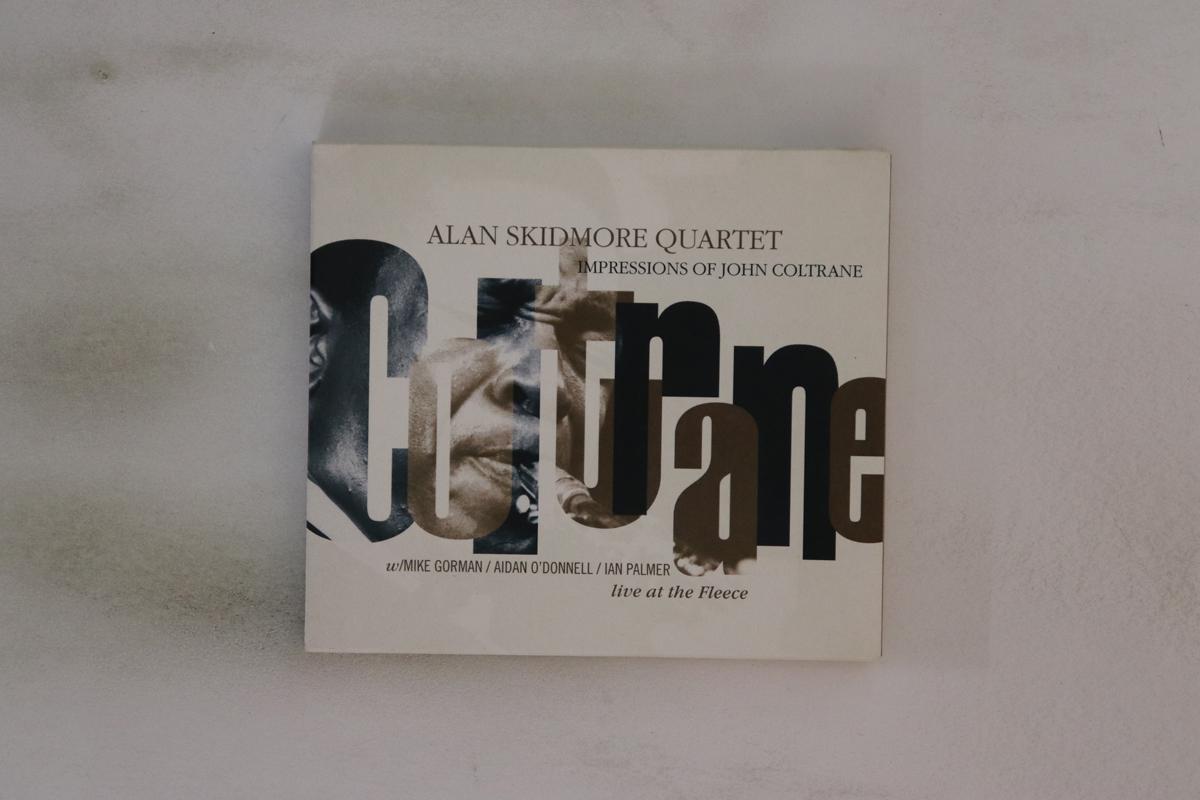 ALAN SKIDMORE QUARTET
IMPRESSIONS OF JOHN COLTRANE
Coltrane
w/MIKE GORMAN / AIDAN O'DONNELL / IAN PALMER
live at the Fleece